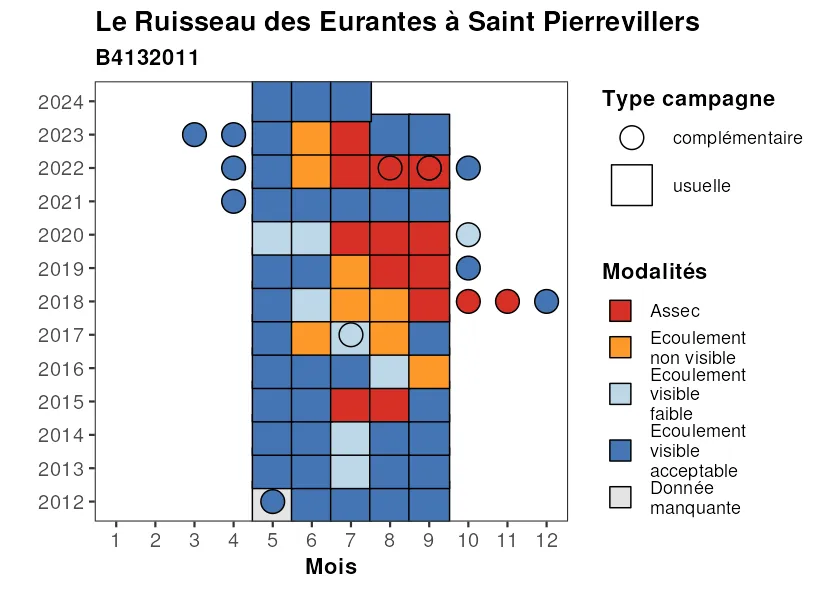 Le Ruisseau des Eurantes à Saint Pierrevillers
B4132011
2024
2023
2022
2021
2020
2019
2018
2017
2016
2015
2014
2013
2012
1 2 3 4 5 6 7 8 9 10 11 12
Mois
Type campagne
complémentaire
usuelle
Modalités
Assec
Ecoulement
non visible
Ecoulement
visible
faible
Ecoulement
visible
acceptable
Donnée
manquante